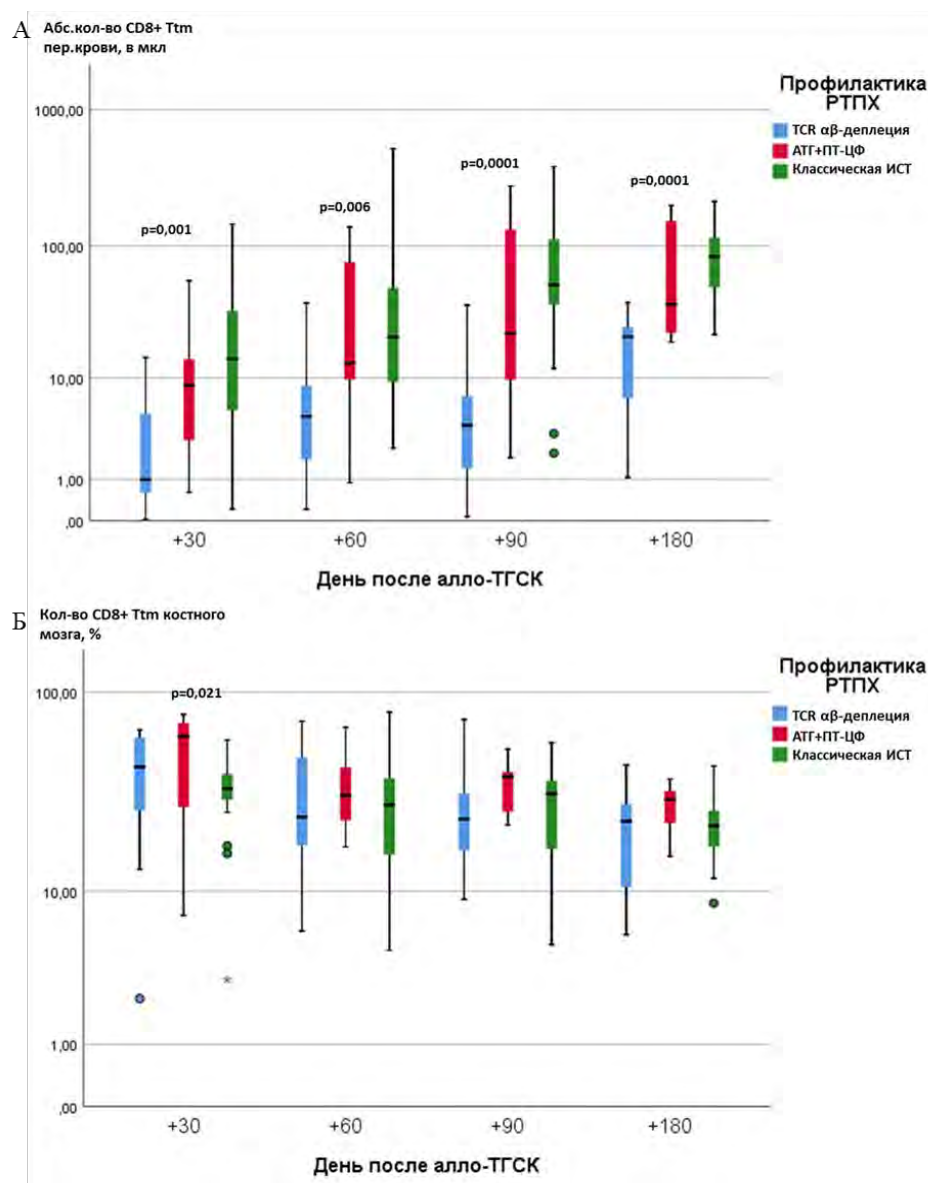 А
Абс.кол-во CD8+ Ttm
пер.крови, в мкл
Профилактика
РТПХ
TCR αβ-деплеция
АТГ+ПТ-ЦФ
Классическая ИСТ
1000,00
100,00
10,00
1,00
,00
p=0,001
p=0,006
p=0,0001
p=0,0001
+30
+60
+90
+180
День после алло-ТГСК
Б
Кол-во CD8+ Ttm костного
мозга, %
Профилактика
РТПХ
TCR αβ-деплеция
АТГ+ПТ-ЦФ
Классическая ИСТ
100,00
10,00
1,00
,00
p=0,021
+30
+60
+90
+180
День после алло-ТГСК